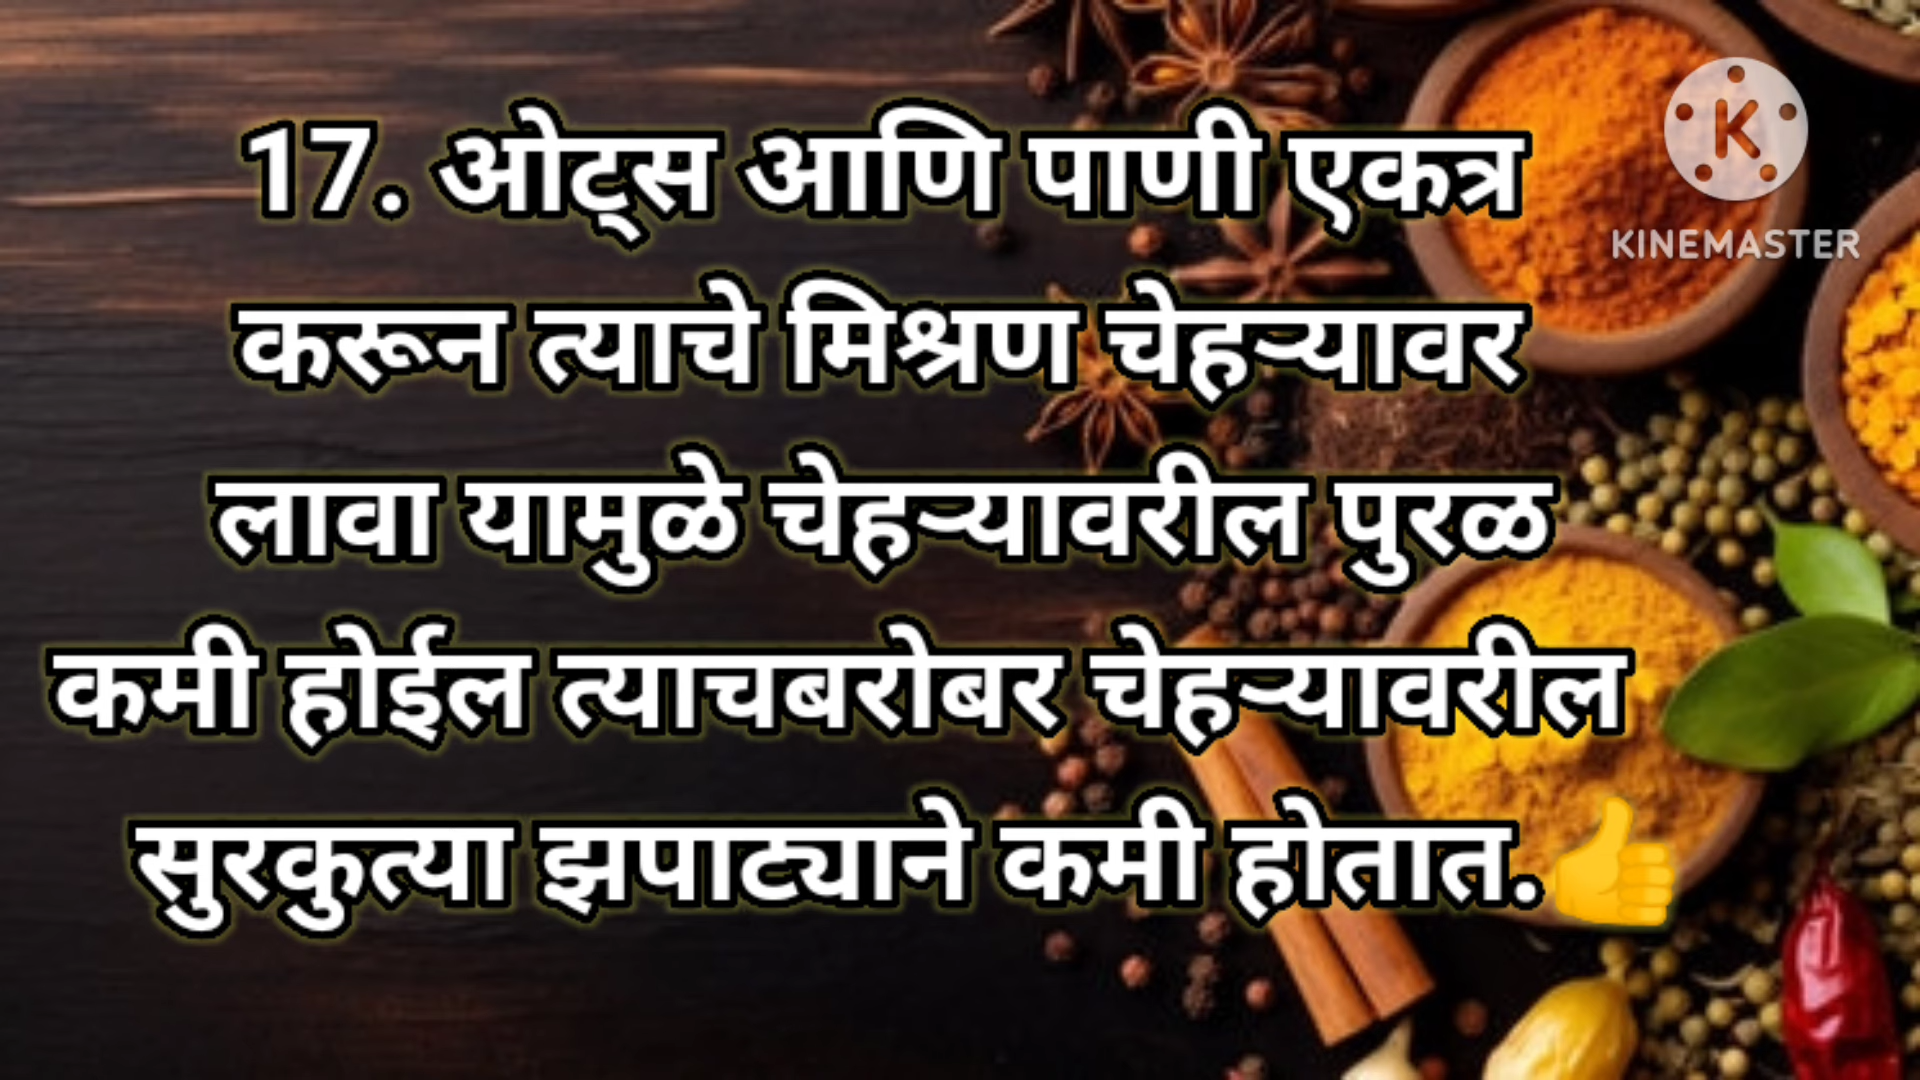 17. ओट्स आणि पाणी एकत्र
करून त्याचे मिश्रण चेहऱ्यावर
लावा यामुळे चेहऱ्यावरील पुरळ
कमी होईल त्याचबरोबर चेहऱ्यावरील
सुरकुत्या झपाट्याने कमी होतात.👍
K
KINEMASTER